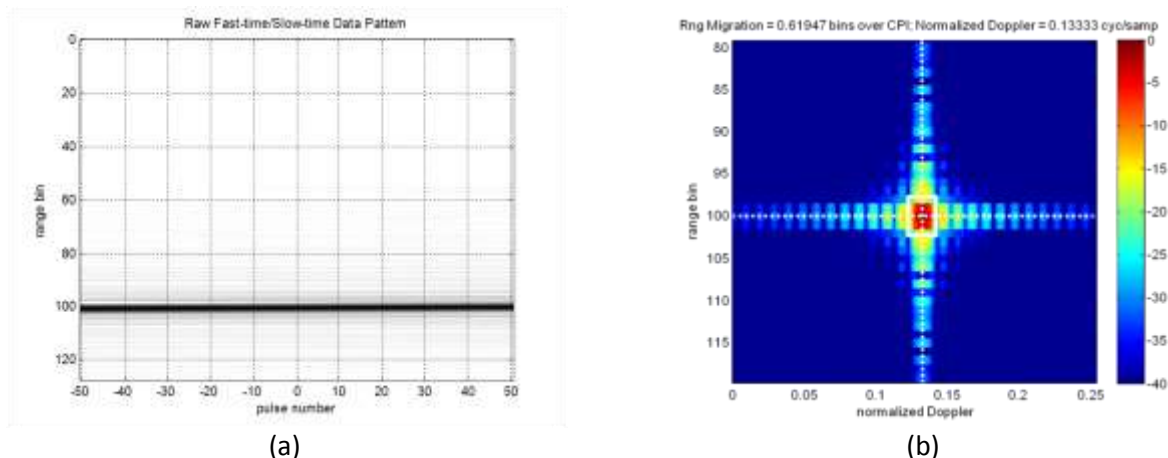 Raw Fast-time/Slow-time Data Pattern
0
20
40
60
80
100
120
range bin
-50 -40 -30 -20 -10 0 10 20 30 40 50
pulse number
(a)
Rng Migration = 0.61947 bins over CPI; Normalized Doppler = 0.13333 cyc/samp
80
85
90
95
100
105
110
115
range bin
0 0.05 0.1 0.15 0.2 0.25
normalized Doppler
0
-5
-10
-15
-20
-25
-30
-35
-40
(b)